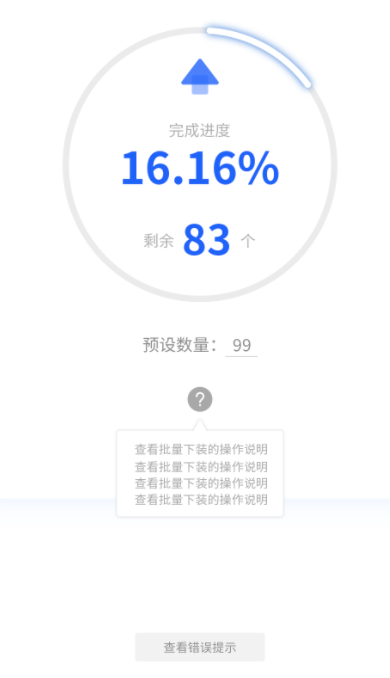 完成进度
16.16%
剩余 83 个
预设数量： 99
?
查看批量下装的操作说明
查看批量下装的操作说明
查看批量下装的操作说明
查看批量下装的操作说明
查看错误提示